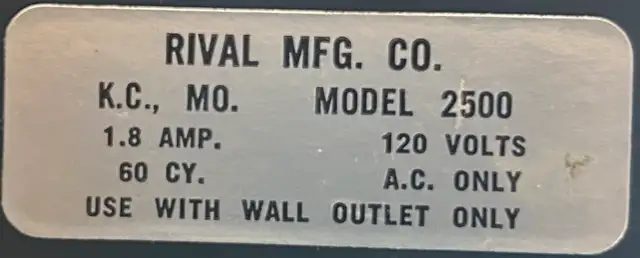 RIVAL MFG. CO.
K.C., MO. MODEL 2500
1.8 AMP. 120 VOLTS
60 CY. A.C. ONLY
USE WITH WALL OUTLET ONLY